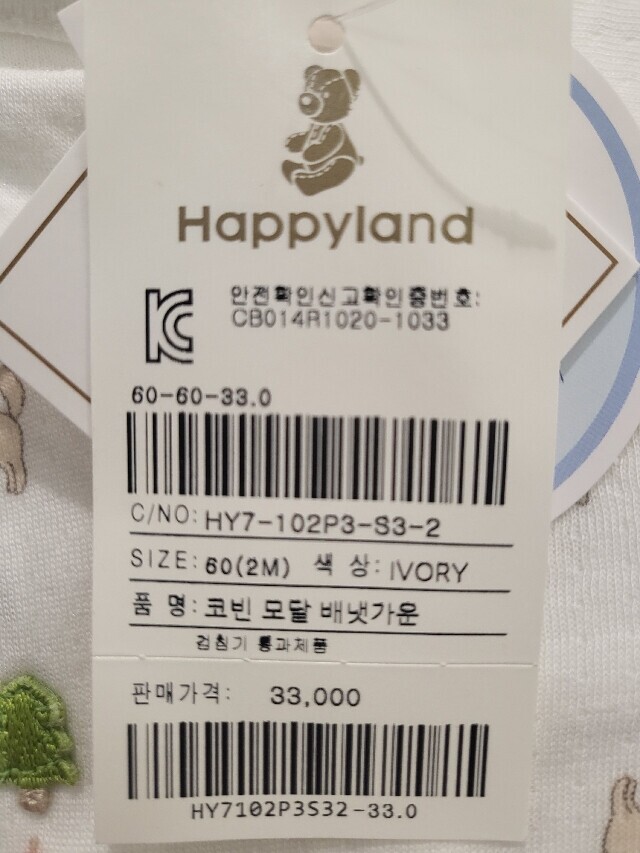 Happyland
안전확인신고확인증번호:
CB014R1020-1033
60-60-33.0
C/NO: HY7-102P3-S3-2
SIZE: 60(2M) 색 상: IVORY
품 명: 코빈 모달 배냇가운
검침기 통과제품
판매가격: 33,000
HY7102P3S32-33.0